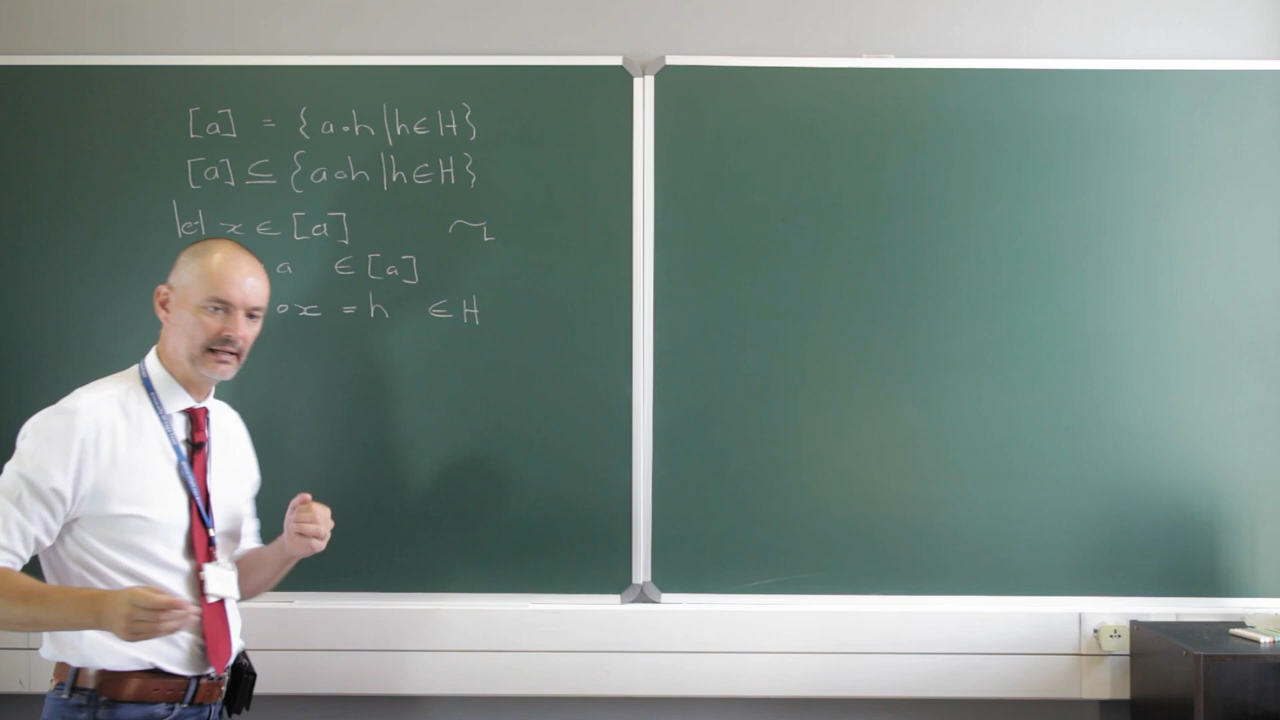 [a] = {a∘h | h ∈ H}
[a] ⊆ {a∘h | h ∈ H}
let x ∈ [a] ~L
a ∈ [a]
∘x = h ∈ H